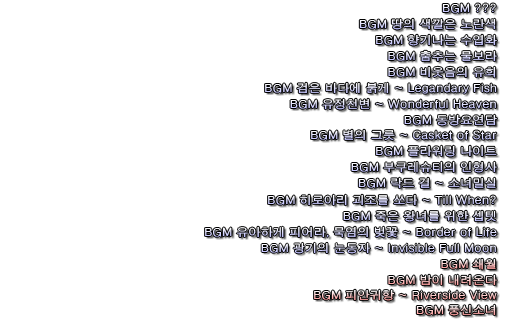 BGM ???
BGM 땅의 색깔은 노란색
BGM 향기나는 수엽화
BGM 춤추는 물보라
BGM 비웃음의 유희
BGM 검은 바다에 붉게 ~ Legendary Fish
BGM 유정천변 ~ Wonderful Heaven
BGM 동방요연담
BGM 별의 그릇 ~ Casket of Star
BGM 플라워링 나이트
BGM 부쿠레슈티의 인형사
BGM 락트 걸 ~ 소녀밀실
BGM 히로아리 괴조를 쏘다 ~ Till When?
BGM 죽은 왕녀를 위한 셉텟
BGM 유아하게 피어라, 묵염의 벚꽃 ~ Border of Life
BGM 광기의 눈동자 ~ Invisible Full Moon
BGM 새월
BGM 밤이 내려온다
BGM 피안귀항 ~ Riverside View
BGM 풍신소녀